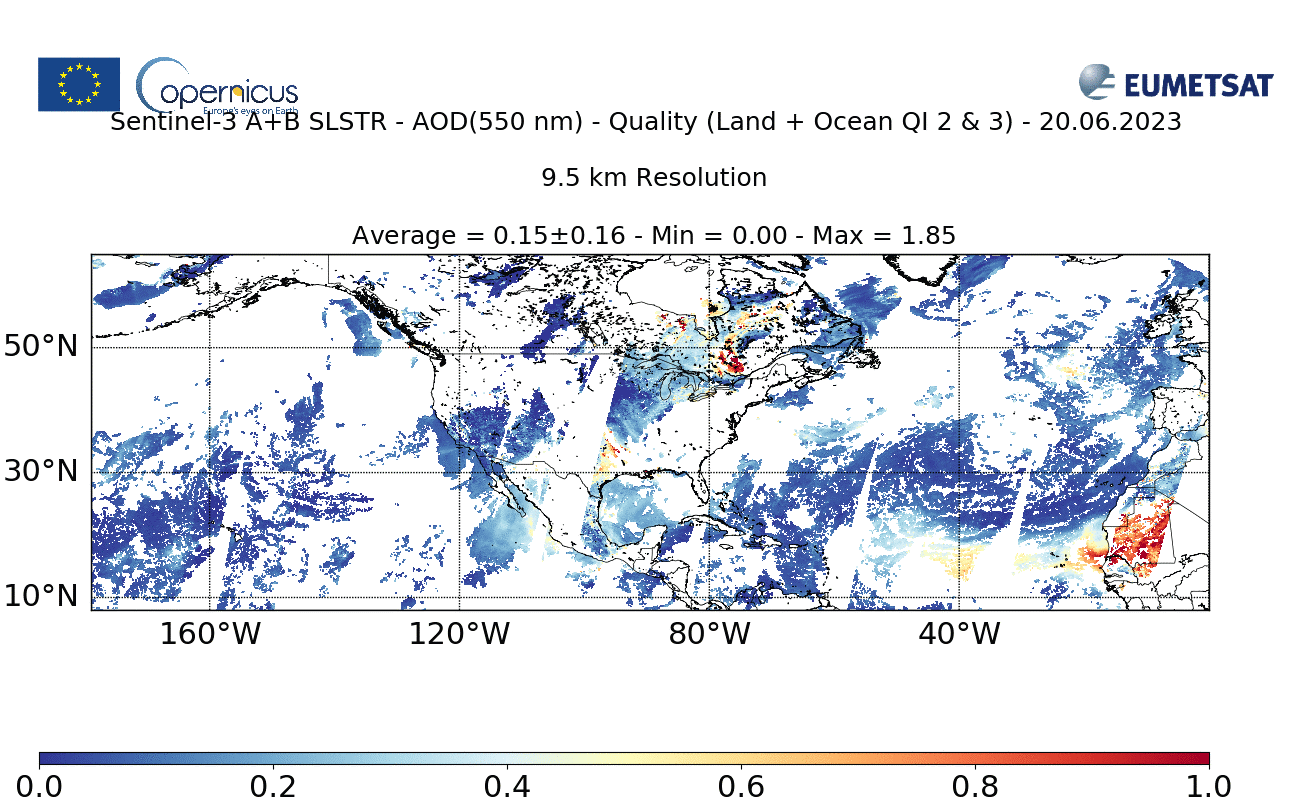 opernicus
Europe's eyes on Earth
EUMETSAT
Sentinel-3 A+B SLSTR - AOD(550 nm) - Quality (Land + Ocean QI 2 & 3) - 20.06.2023
9.5 km Resolution
Average = 0.15±0.16 - Min = 0.00 - Max = 1.85
50°N
30°N
10°N
160°W 120°W 80°W 40°W
0.0 0.2 0.4 0.6 0.8 1.0